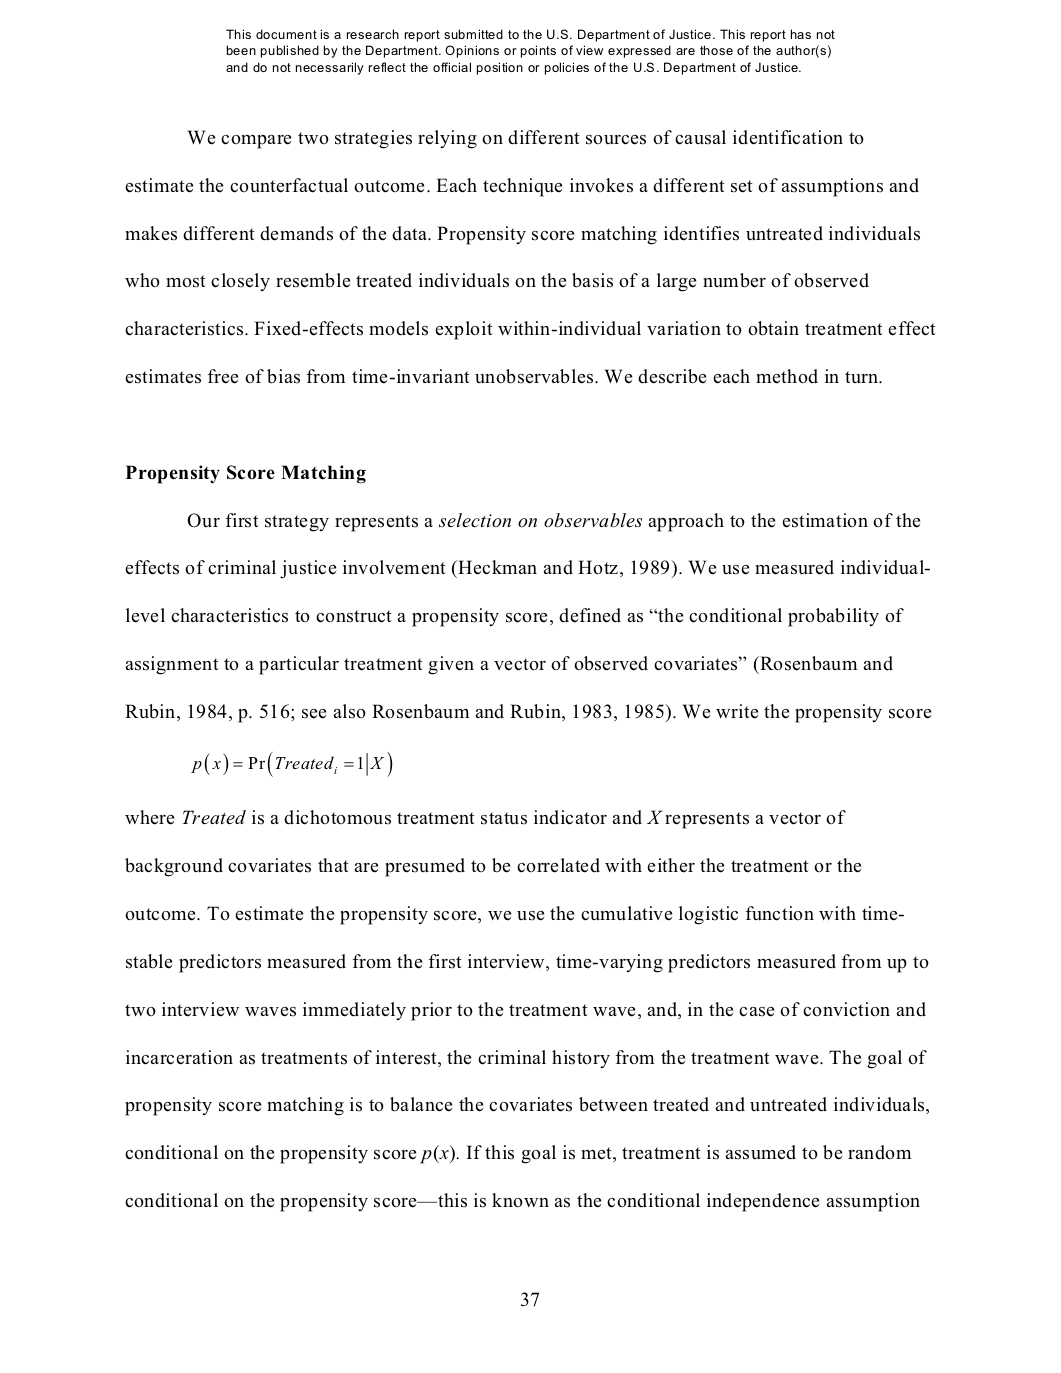 This document is a research report submitted to the U.S. Department of Justice. This report has not
been published by the Department. Opinions or points of view expressed are those of the author(s)
and do not necessarily reflect the official position or policies of the U.S. Department of Justice.
We compare two strategies relying on different sources of causal identification to
estimate the counterfactual outcome. Each technique invokes a different set of assumptions and
makes different demands of the data. Propensity score matching identifies untreated individuals
who most closely resemble treated individuals on the basis of a large number of observed
characteristics. Fixed-effects models exploit within-individual variation to obtain treatment effect
estimates free of bias from time-invariant unobservables. We describe each method in turn.
Propensity Score Matching
Our first strategy represents a selection on observables approach to the estimation of the
effects of criminal justice involvement (Heckman and Hotz, 1989). We use measured individual-
level characteristics to construct a propensity score, defined as “the conditional probability of
assignment to a particular treatment given a vector of observed covariates” (Rosenbaum and
Rubin, 1984, p. 516; see also Rosenbaum and Rubin, 1983, 1985). We write the propensity score
p(x) = Pr(Treated_i = 1|X)
where Treated is a dichotomous treatment status indicator and X represents a vector of
background covariates that are presumed to be correlated with either the treatment or the
outcome. To estimate the propensity score, we use the cumulative logistic function with time-
stable predictors measured from the first interview, time-varying predictors measured from up to
two interview waves immediately prior to the treatment wave, and, in the case of conviction and
incarceration as treatments of interest, the criminal history from the treatment wave. The goal of
propensity score matching is to balance the covariates between treated and untreated individuals,
conditional on the propensity score p(x). If this goal is met, treatment is assumed to be random
conditional on the propensity score—this is known as the conditional independence assumption
37